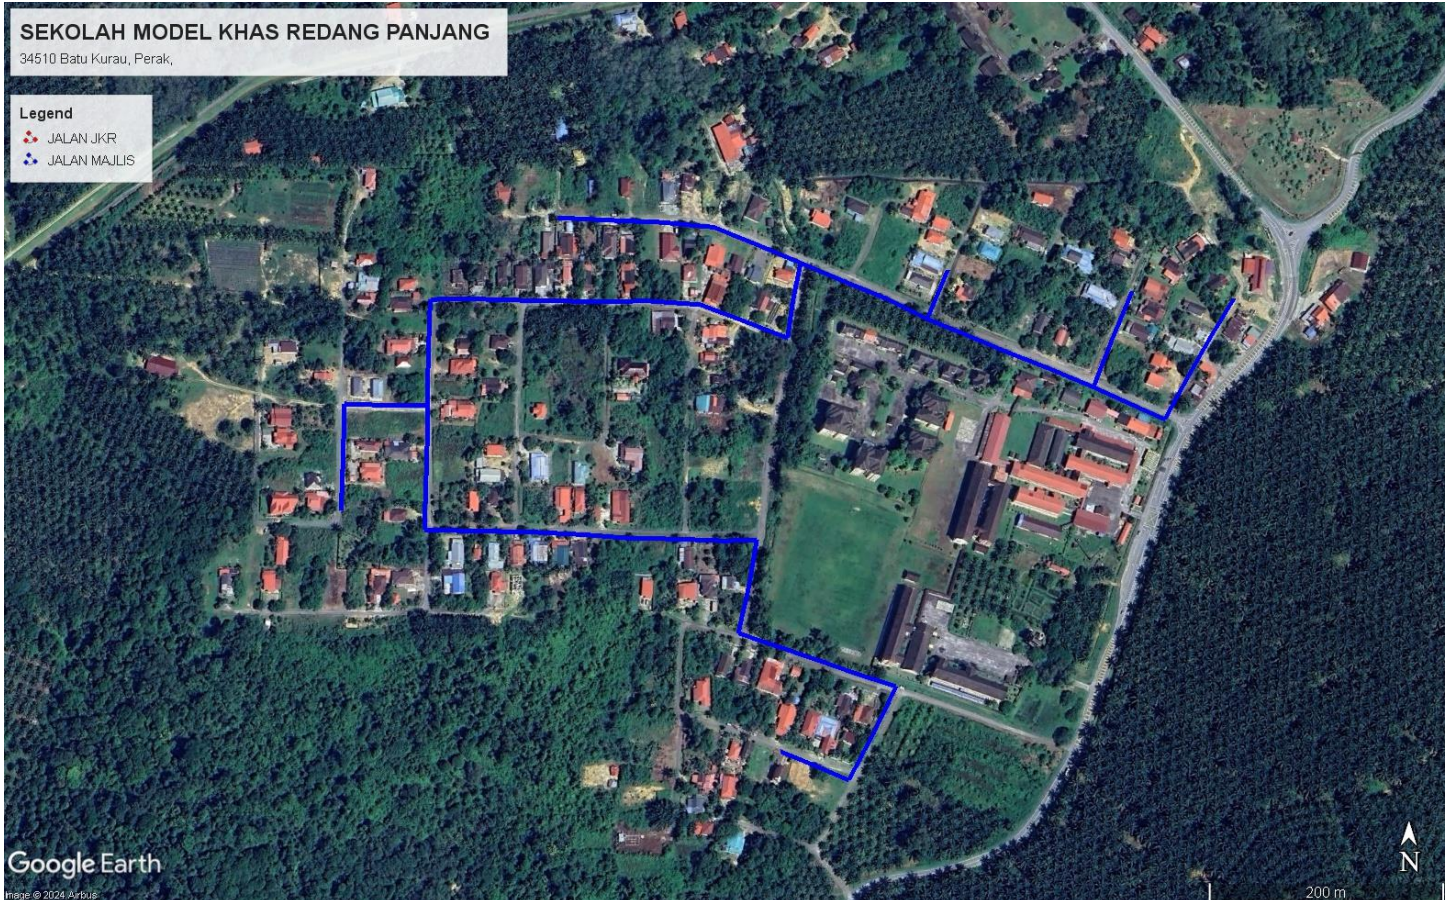 SEKOLAH MODEL KHAS REDANG PANJANG
34510 Batu Kurau, Perak,
Legend
JALAN JKR
JALAN MAJLIS
Google Earth
Image © 2024 Airbus
N
200 m